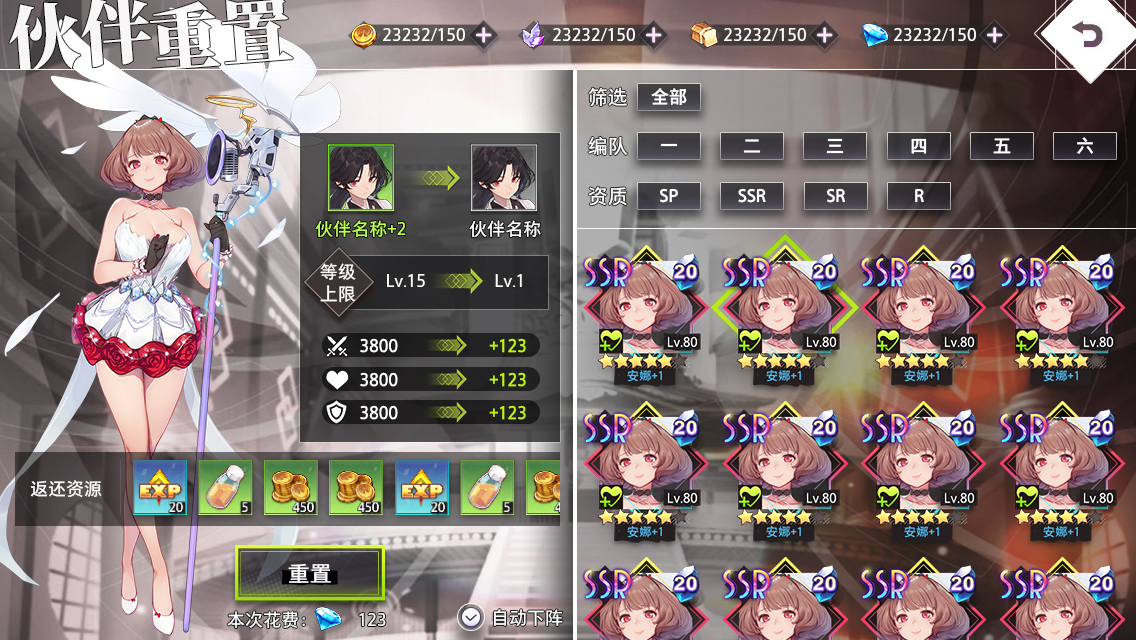 伙伴重置
23232/150 23232/150 23232/150 23232/150
筛选 全部
编队 一 二 三 四 五 六
资质 SP SSR SR R
伙伴名称+2 伙伴名称
等级上限 Lv.15 Lv.1
3800 +123
3800 +123
3800 +123
返还资源 EXP 20 5 450 450 EXP 20 5 4
重置
本次花费： 123 自动下阵
SSR 20 SSR 20 SSR 20 SSR 20
Lv.80 Lv.80 Lv.80 Lv.80
安娜+1 安娜+1 安娜+1 安娜+1
SSR 20 SSR 20 SSR 20 SSR 20
Lv.80 Lv.80 Lv.80 Lv.80
安娜+1 安娜+1 安娜+1 安娜+1
SSR 20 SSR 20 SSR 20 SSR 20